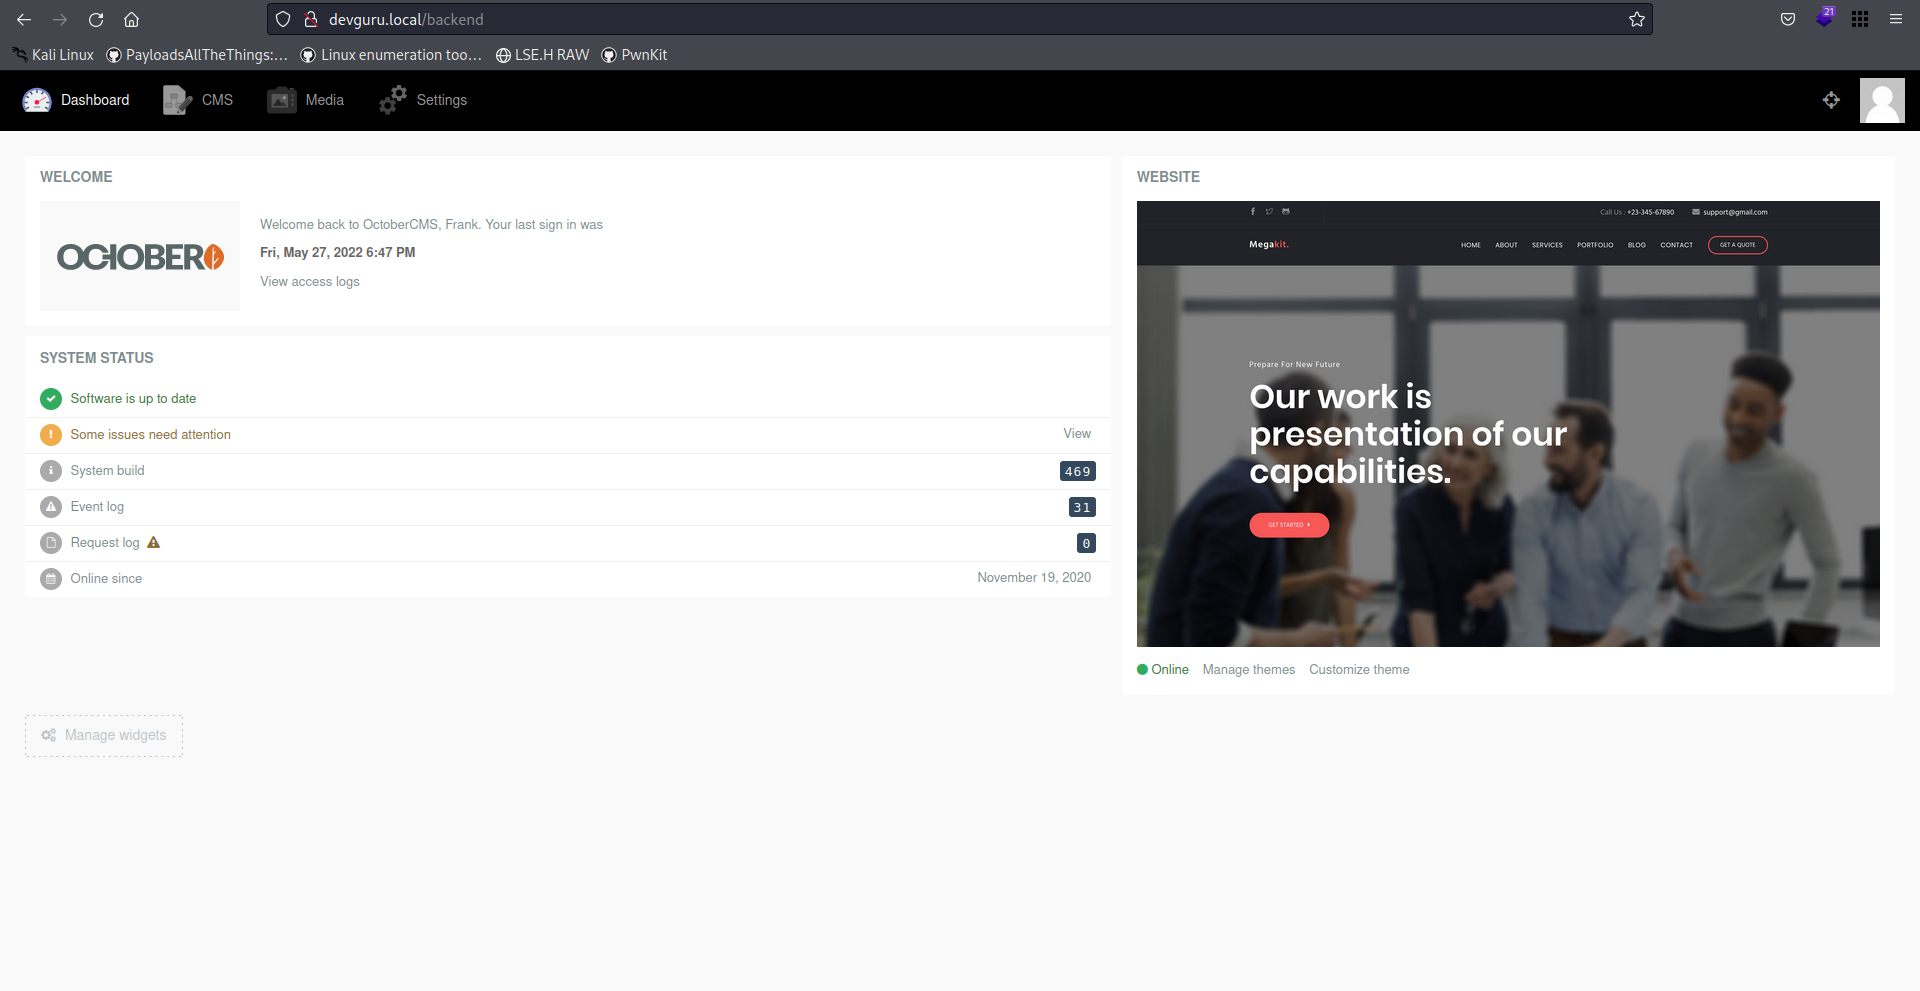 devguru.local/backend
21
Kali Linux
PayloadsAllTheThings:...
Linux enumeration too...
LSE.H RAW
PwnKit
Dashboard
CMS
Media
Settings
WELCOME
OCTOBER
Welcome back to OctoberCMS, Frank. Your last sign in was
Fri, May 27, 2022 6:47 PM
View access logs
SYSTEM STATUS
Software is up to date
Some issues need attention
View
System build
469
Event log
31
Request log
0
Online since
November 19, 2020
Manage widgets
WEBSITE
Call Us : +23-345-67890
support@gmail.com
Megakit.
HOME
ABOUT
SERVICES
PORTFOLIO
BLOG
CONTACT
GET A QUOTE
Prepare For New Future
Our work is
presentation of our
capabilities.
GET STARTED
Online
Manage themes
Customize theme